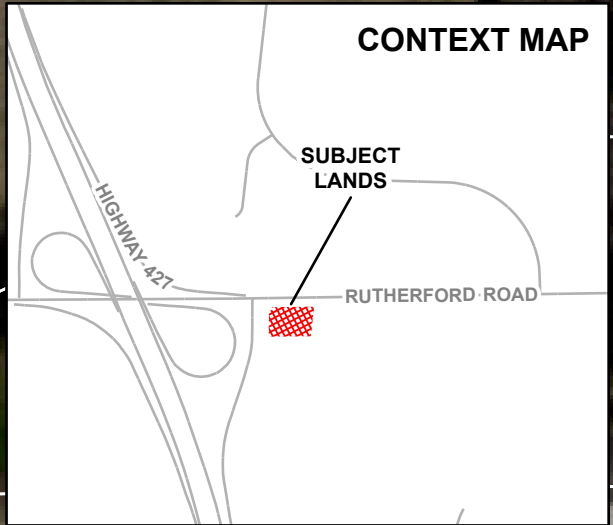 CONTEXT MAP
SUBJECT
LANDS
HIGHWAY 427
RUTHERFORD ROAD